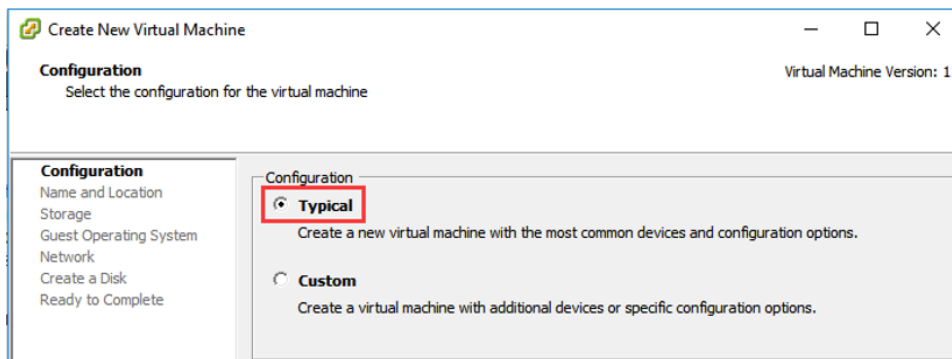 Create New Virtual Machine
Configuration
Virtual Machine Version: 1
Select the configuration for the virtual machine
Configuration
Name and Location
Storage
Guest Operating System
Network
Create a Disk
Ready to Complete
Configuration
Typical
Create a new virtual machine with the most common devices and configuration options.
Custom
Create a virtual machine with additional devices or specific configuration options.